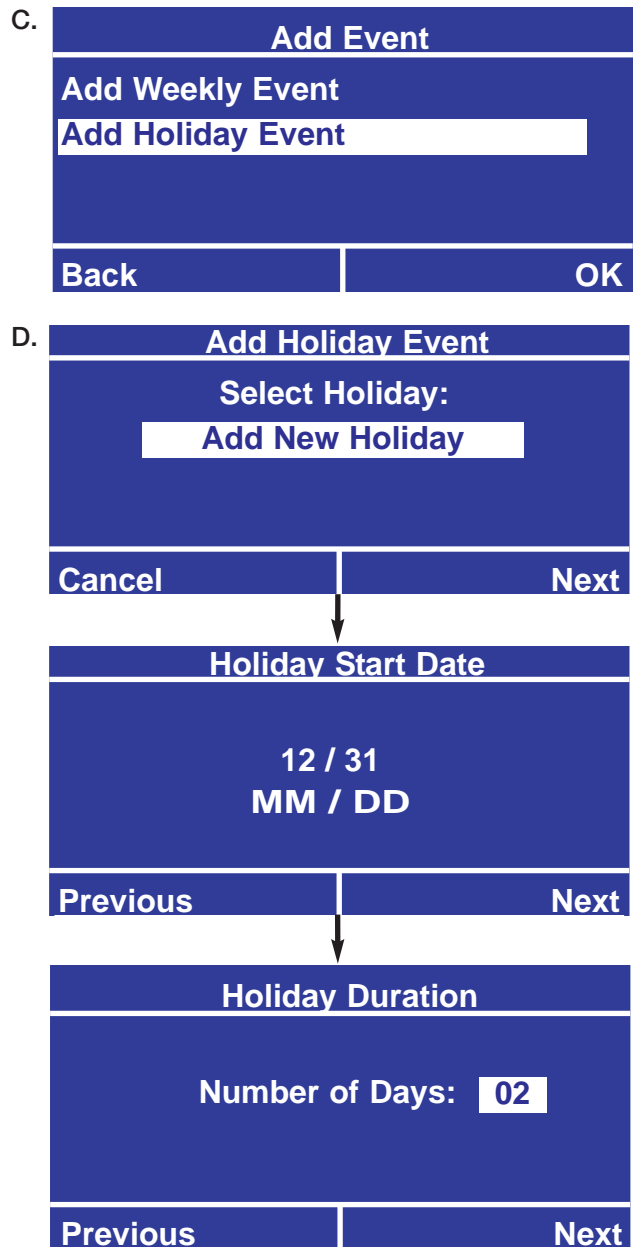 C.
Add Event
Add Weekly Event
Add Holiday Event
Back OK
D.
Add Holiday Event
Select Holiday:
Add New Holiday
Cancel Next
Holiday Start Date
12 / 31
MM / DD
Previous Next
Holiday Duration
Number of Days: 02
Previous Next